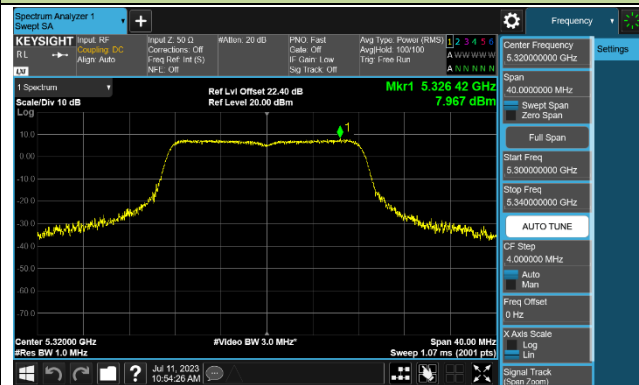 Spectrum Analyzer 1
Swept SA
Frequency
KEYSIGHT
RL
LXI
Input: RF
Coupling: DC
Align: Auto
Input Z: 50 Ω
Corrections: Off
Freq Ref: Int (S)
NFE: Off
#Atten: 20 dB
PNO: Fast
Gate: Off
IF Gain: Low
Sig Track: Off
Avg Type: Power (RMS)
Avg|Hold: 100/100
Trig: Free Run
1 2 3 4 5 6
A W W W W W
A N N N N N
1 Spectrum
Scale/Div 10 dB
Log
Ref Lvl Offset 22.40 dB
Ref Level 20.00 dBm
Mkr1 5.326 42 GHz
7.967 dBm
1
10.0
0.00
-10.0
-20.0
-30.0
-40.0
-50.0
-60.0
-70.0
Center 5.32000 GHz
#Res BW 1.0 MHz
#Video BW 3.0 MHz*
Span 40.00 MHz
Sweep 1.07 ms (2001 pts)
Center Frequency
5.320000000 GHz
Settings
Span
40.0000000 MHz
Swept Span
Zero Span
Full Span
Start Freq
5.300000000 GHz
Stop Freq
5.340000000 GHz
AUTO TUNE
CF Step
4.000000 MHz
Auto
Man
Freq Offset
0 Hz
X Axis Scale
Log
Lin
Signal Track
(Span Zoom)
?
Jul 11, 2023
10:54:26 AM